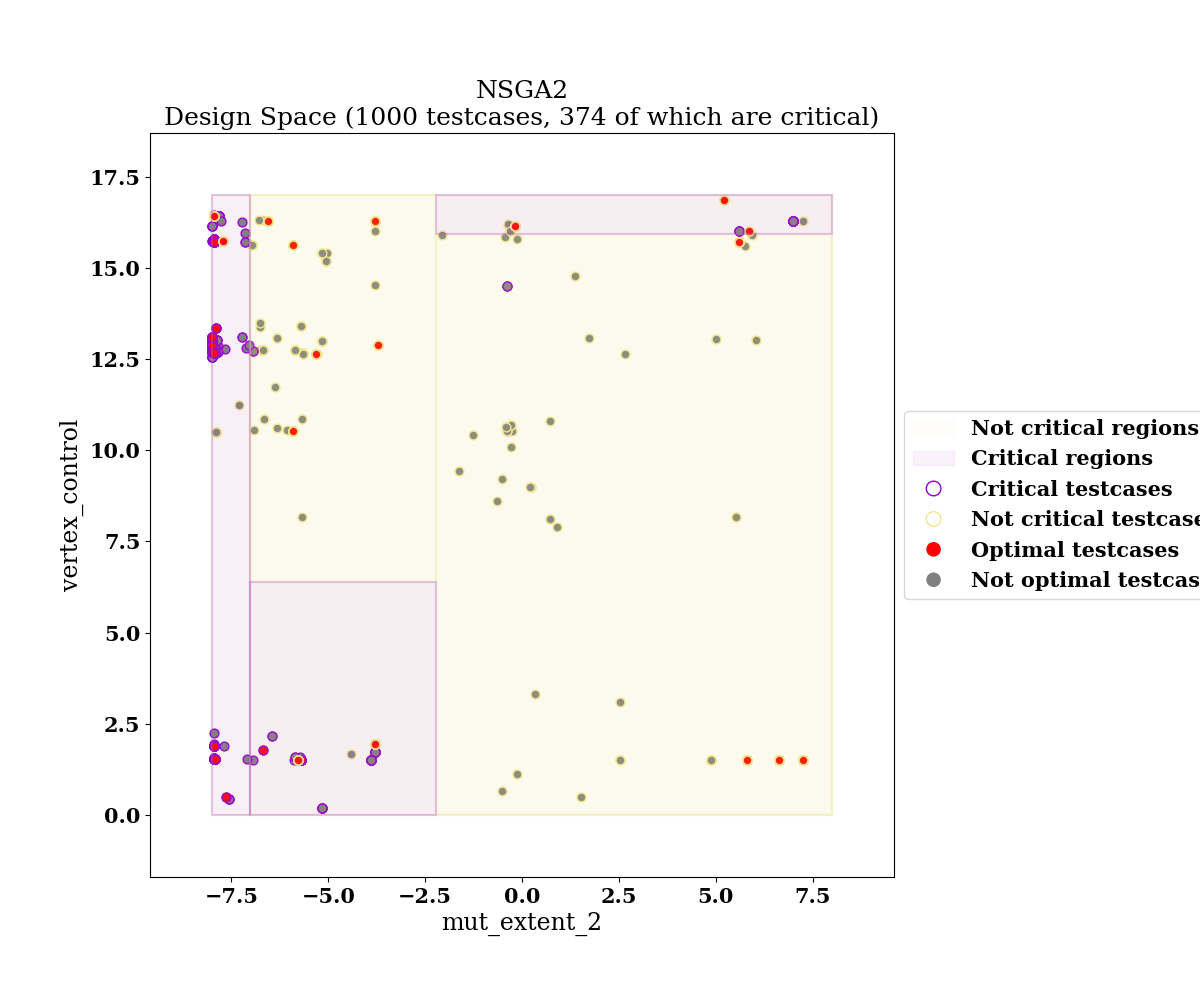 NSGA2
Design Space (1000 testcases, 374 of which are critical)
17.5
15.0
12.5
10.0
7.5
5.0
2.5
0.0
vertex_control
−7.5 −5.0 −2.5 0.0 2.5 5.0 7.5
mut_extent_2
Not critical regions
Critical regions
Critical testcases
Not critical testcase
Optimal testcases
Not optimal testcas